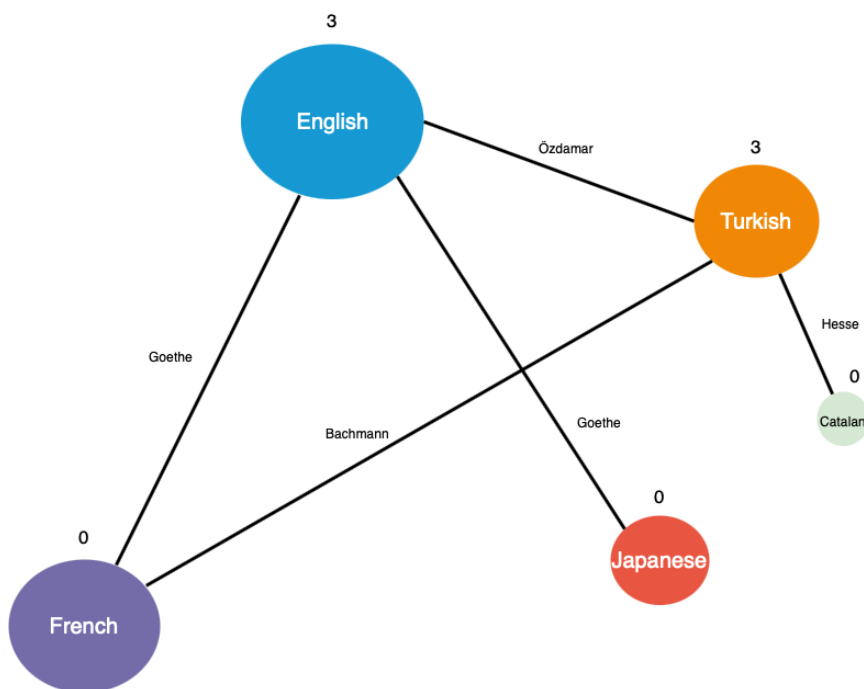 3
English
Özdamar
3
Turkish
Hesse
Goethe
0
Catalan
Bachmann
Goethe
0
0
Japanese
French